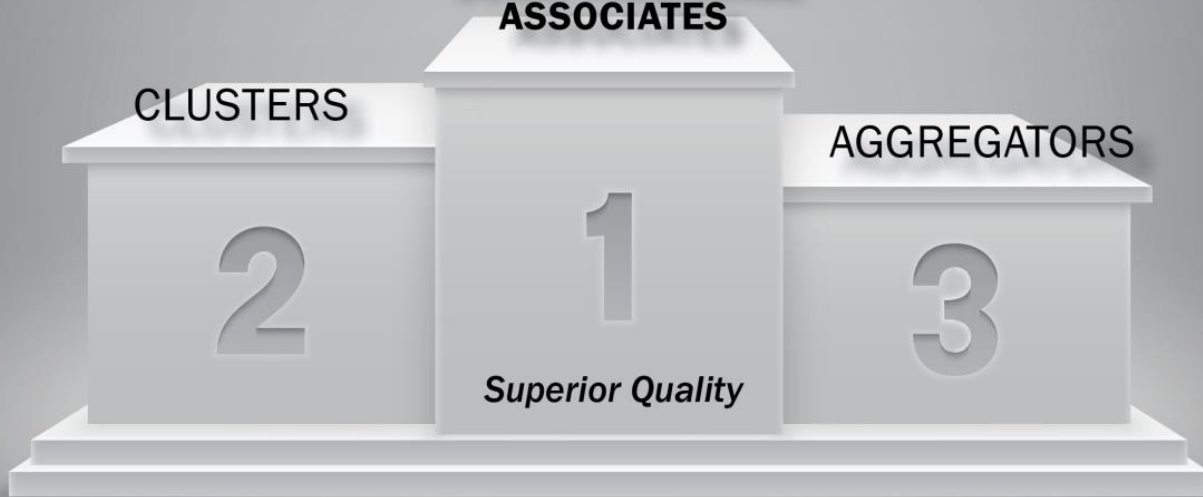 ASSOCIATES
CLUSTERS
AGGREGATORS
2
1
3
Superior Quality